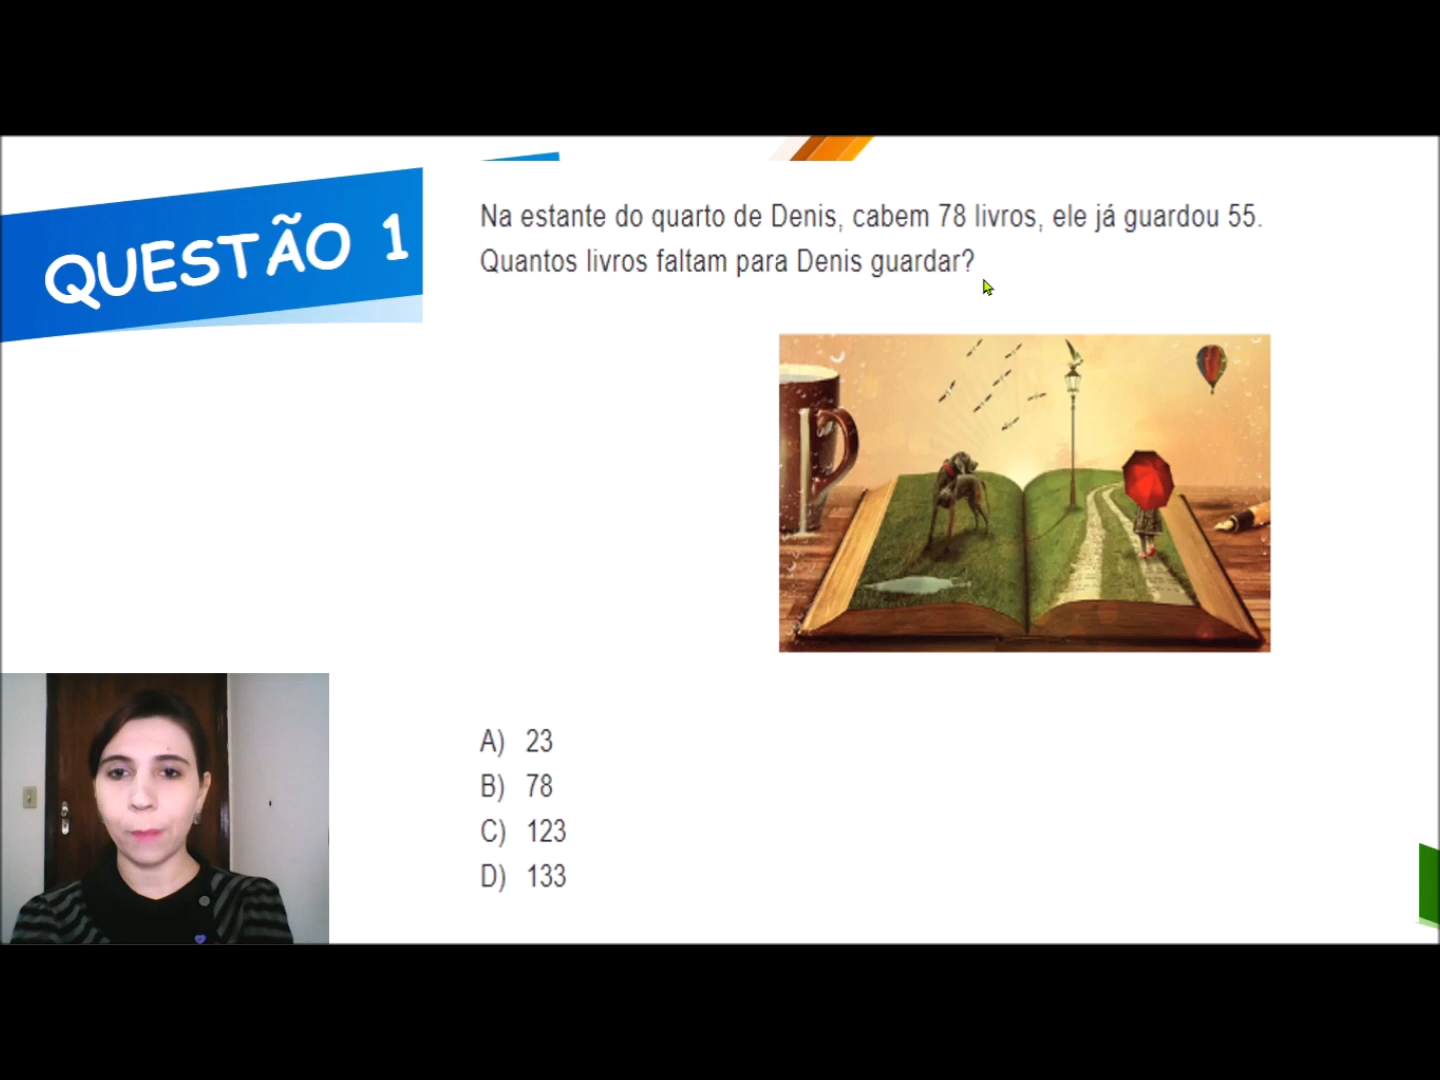 QUESTÃO 1
Na estante do quarto de Denis, cabem 78 livros, ele já guardou 55.
Quantos livros faltam para Denis guardar?
A) 23
B) 78
C) 123
D) 133